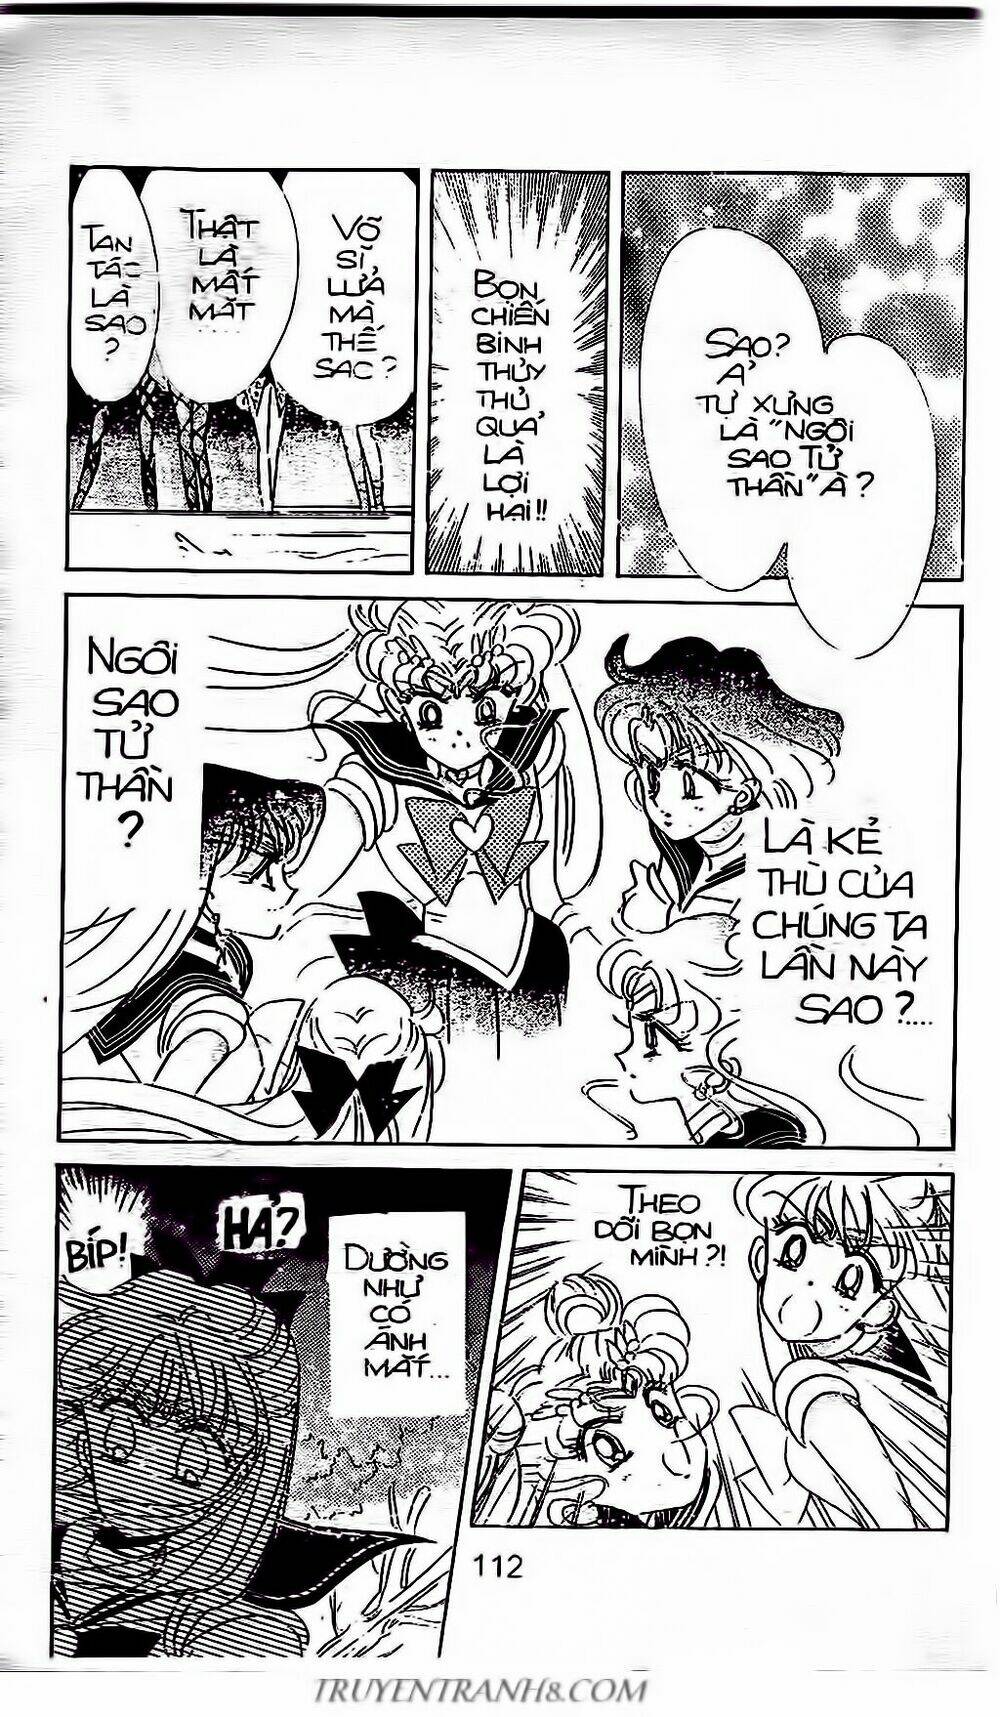 TAN
TÁC
LÀ
SAO
?
THẬT
LÀ
MẤT
MẶT
......
VÕ
SĨ
LỬA
MÀ
THẾ
SAC?
BỌN
CHIẾN
BINH
THỦY
THỦ
QUẢ
LÀ
LỢI
HẠI!!
SAO?
Ả
TỰ XƯNG
LÀ "NGÔI
SAO TỬ
THẦN" À?
NGÔI
SAO
TỬ
THẦN
?
LÀ KẺ
THÙ CỦA
CHÚNG TA
LẦN NÀY
SAO?.....
BÍP!
HẢ?
DƯỜNG
NHƯ
CÓ
ÁNH
MẮT...
THEO
DÕI BỌN
MÌNH?!
112
TRUYENTRANH8.COM